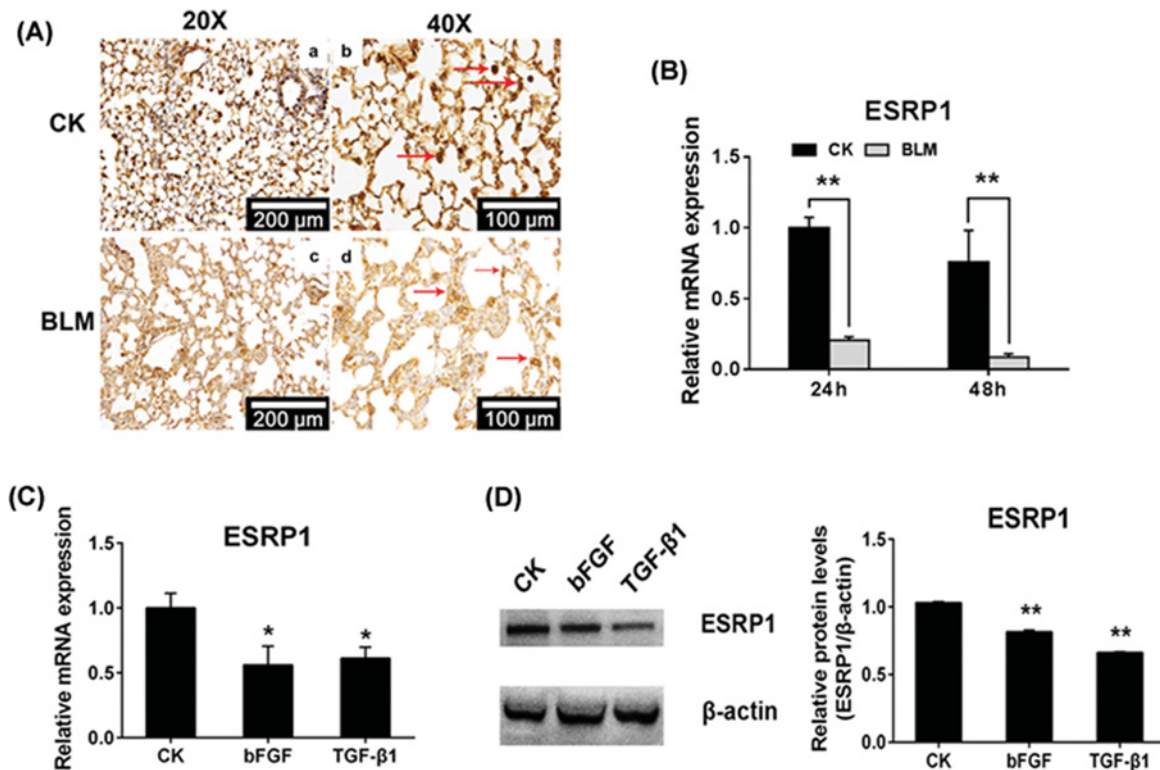 (A)
20X
40X
CK
a
b
200 µm
100 µm
BLM
c
d
200 µm
100 µm
(B)
ESRP1
CK BLM
Relative mRNA expression
1.5
1.0
0.5
0.0
**
**
24h
48h
(C)
ESRP1
Relative mRNA expression
1.5
1.0
0.5
0.0
*
*
CK
bFGF
TGF-β1
(D)
CK
bFGF
TGF-β1
ESRP1
β-actin
ESRP1
Relative protein levels
(ESRP1/β-actin)
1.5
1.0
0.5
0.0
**
**
CK
bFGF
TGF-β1